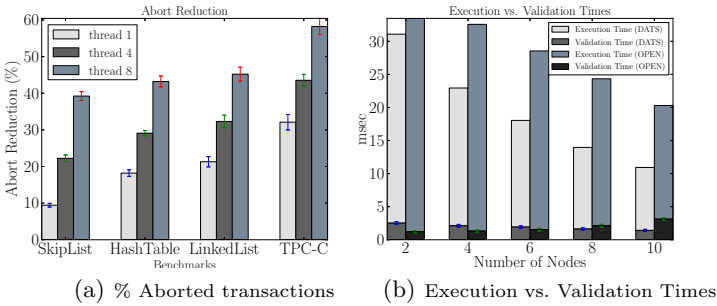 Abort Reduction
60
50
40
30
20
10
0
Abort Reduction (%)
thread 1
thread 4
thread 8
SkipList HashTable LinkedList TPC-C
Benchmarks
(a) % Aborted transactions
Execution vs. Validation Times
30
25
20
15
10
5
0
msec
Execution Time (DATS)
Validation Time (DATS)
Execution Time (OPEN)
Validation Time (OPEN)
2 4 6 8 10
Number of Nodes
(b) Execution vs. Validation Times